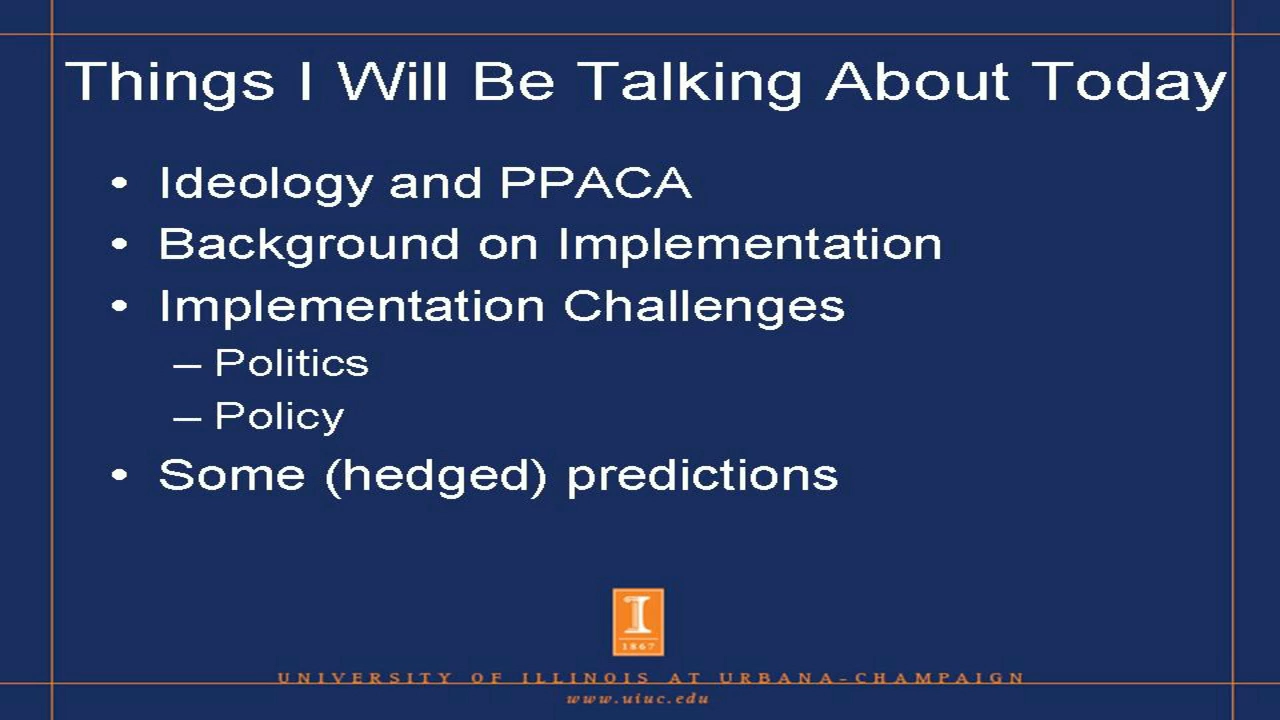 Things I Will Be Talking About Today
• Ideology and PPACA
• Background on Implementation
• Implementation Challenges
– Politics
– Policy
• Some (hedged) predictions
I
1867
UNIVERSITY OF ILLINOIS AT URBANA-CHAMPAIGN
www.uiuc.edu